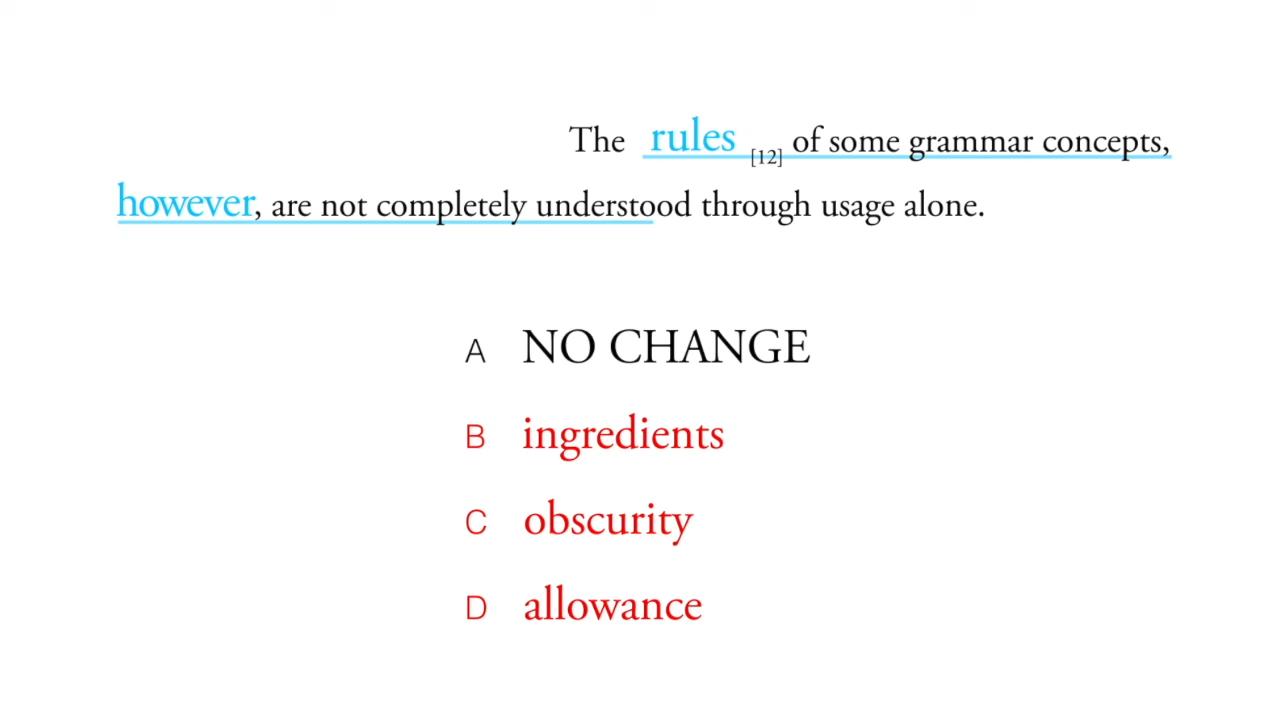 The rules [12] of some grammar concepts,
however, are not completely understood through usage alone.
A NO CHANGE
B ingredients
C obscurity
D allowance